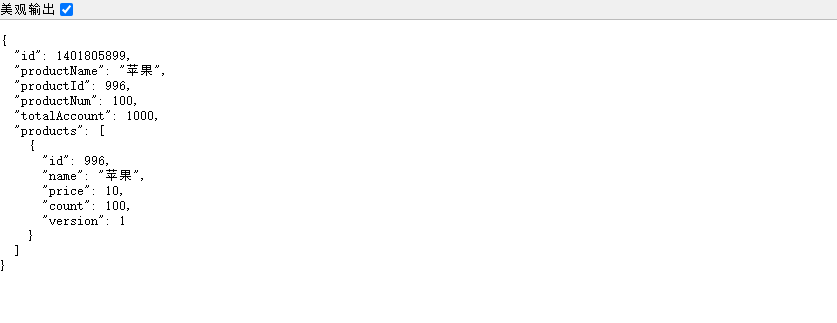 美观输出
{
  "id": 1401805899,
  "productName": "苹果",
  "productId": 996,
  "productNum": 100,
  "totalAccount": 1000,
  "products": [
    {
      "id": 996,
      "name": "苹果",
      "price": 10,
      "count": 100,
      "version": 1
    }
  ]
}